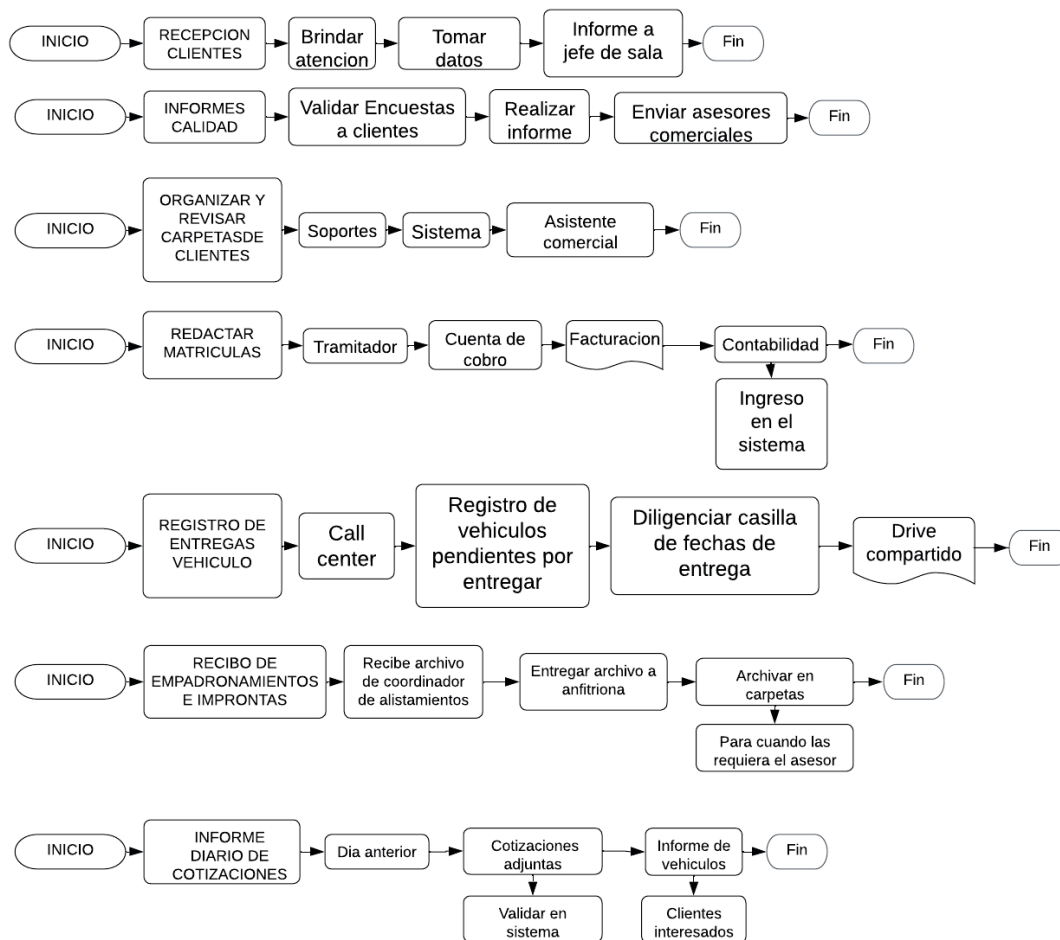 INICIO
RECEPCION
CLIENTES
Brindar
atencion
Tomar
datos
Informe a
jefe de sala
Fin
INICIO
INFORMES
CALIDAD
Validar Encuestas
a clientes
Realizar
informe
Enviar asesores
comerciales
Fin
INICIO
ORGANIZAR Y
REVISAR
CARPETASDE
CLIENTES
Soportes
Sistema
Asistente
comercial
Fin
INICIO
REDACTAR
MATRICULAS
Tramitador
Cuenta de
cobro
Facturacion
Contabilidad
Fin
Ingreso
en el
sistema
INICIO
REGISTRO DE
ENTREGAS
VEHICULO
Call
center
Registro de
vehiculos
pendientes por
entregar
Diligenciar casilla
de fechas de
entrega
Drive
compartido
Fin
INICIO
RECIBO DE
EMPADRONAMIENTOS
E IMPRONTAS
Recibe archivo
de coordinador
de alistamientos
Entregar archivo a
anfitriona
Archivar en
carpetas
Fin
Para cuando las
requiera el asesor
INICIO
INFORME
DIARIO DE
COTIZACIONES
Dia anterior
Cotizaciones
adjuntas
Informe de
vehiculos
Fin
Validar en
sistema
Clientes
interesados